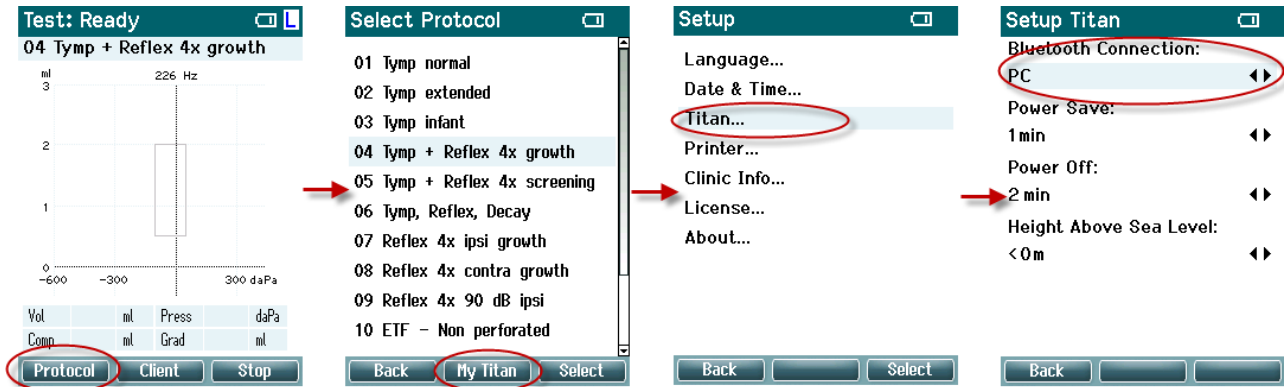 Test: Ready L
04 Tymp + Reflex 4x growth
ml 226 Hz
3
2
1
0
-600 -300 300 daPa
Vol ml Press daPa
Comp ml Grad ml
Protocol Client Stop
Select Protocol
01 Tymp normal
02 Tymp extended
03 Tymp infant
04 Tymp + Reflex 4x growth
05 Tymp + Reflex 4x screening
06 Tymp, Reflex, Decay
07 Reflex 4x ipsi growth
08 Reflex 4x contra growth
09 Reflex 4x 90 dB ipsi
10 ETF - Non perforated
Back My Titan Select
Setup
Language...
Date & Time...
Titan...
Printer...
Clinic Info...
License...
About...
Back Select
Setup Titan
Bluetooth Connection:
PC
Power Save:
1 min
Power Off:
2 min
Height Above Sea Level:
<0m
Back